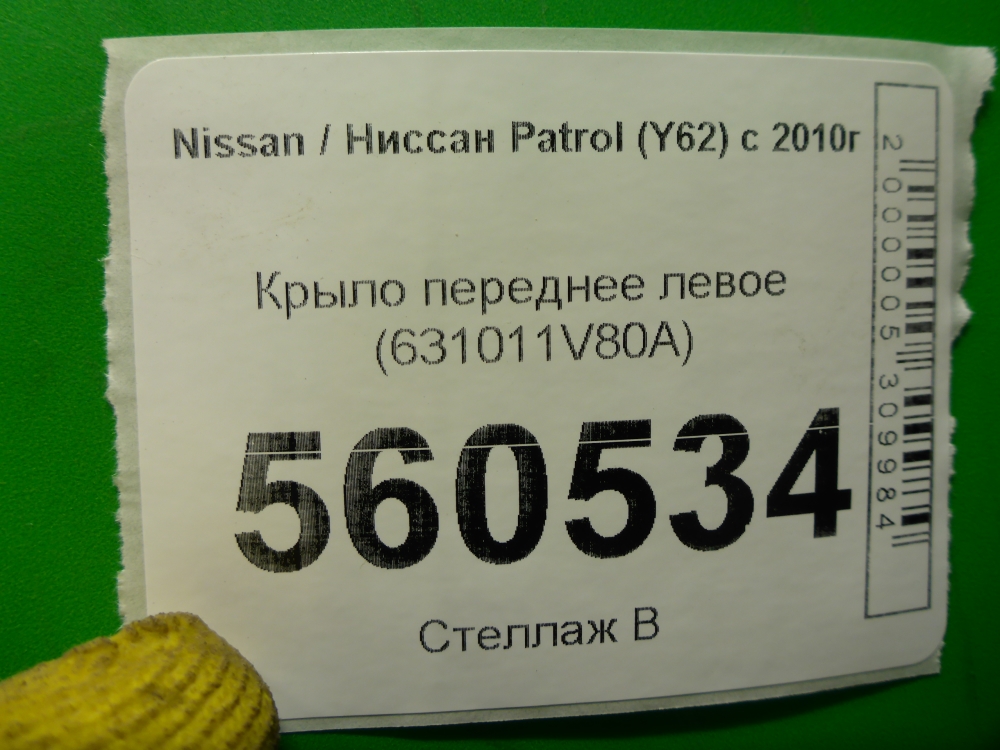 Nissan / Ниссан Patrol (Y62) с 2010г
Крыло переднее левое
(631011V80A)
560534
Стеллаж В
2000005309984